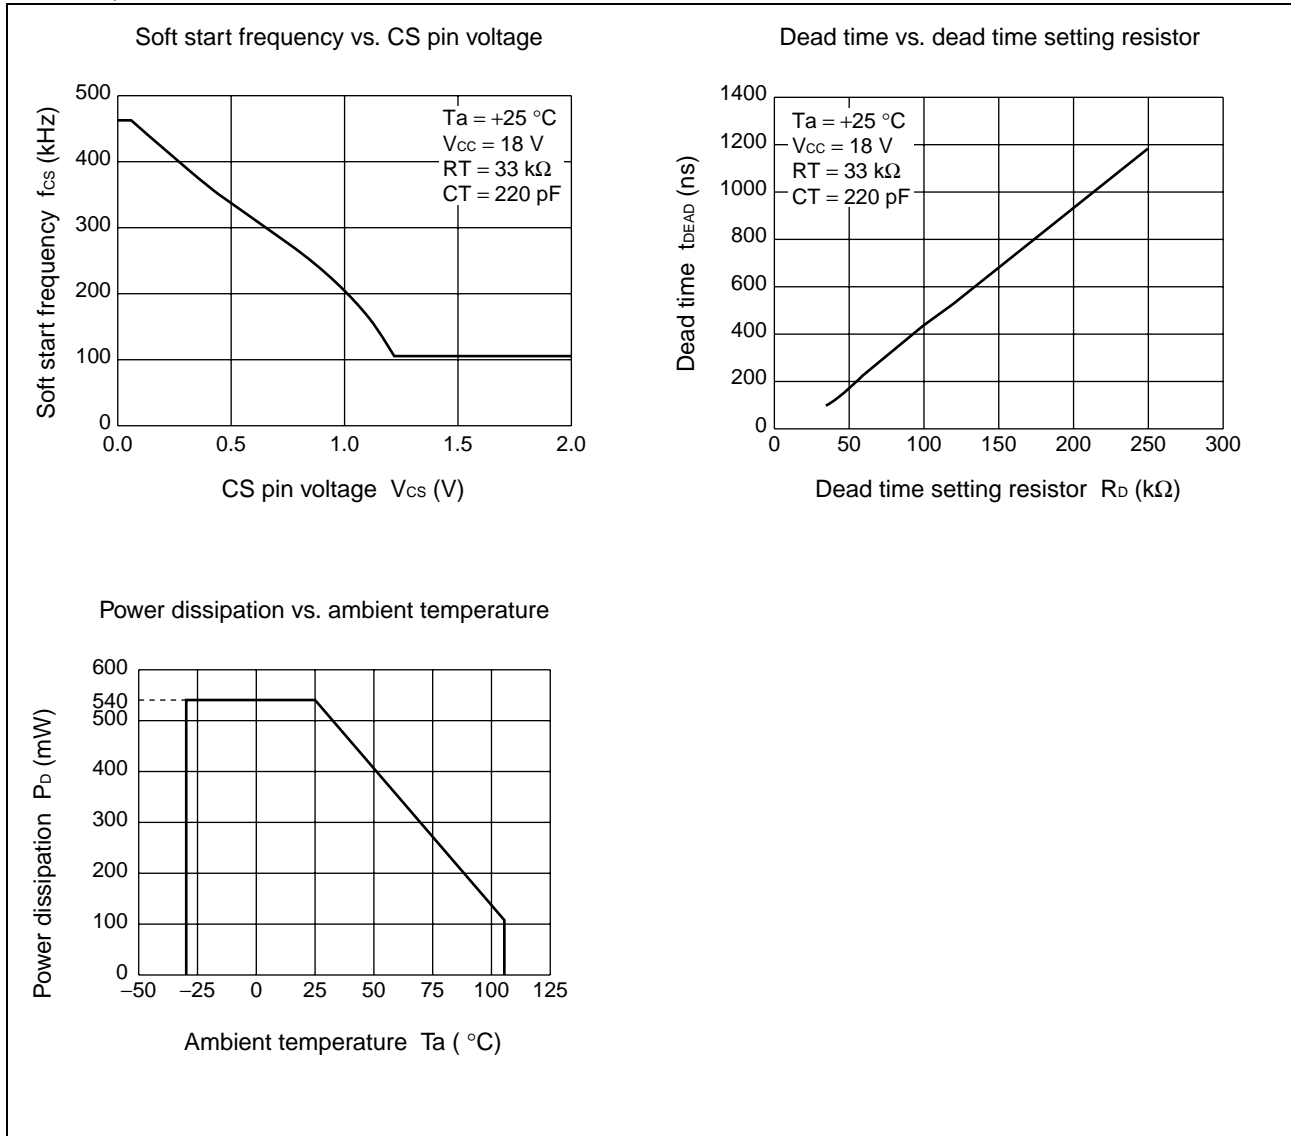 Soft start frequency vs. CS pin voltage
Soft start frequency fCS (kHz)
500
400
300
200
100
0
Ta = +25 °C
VCC = 18 V
RT = 33 kΩ
CT = 220 pF
0.0 0.5 1.0 1.5 2.0
CS pin voltage VCS (V)
Dead time vs. dead time setting resistor
Dead time tDEAD (ns)
1400
1200
1000
800
600
400
200
0
Ta = +25 °C
VCC = 18 V
RT = 33 kΩ
CT = 220 pF
0 50 100 150 200 250 300
Dead time setting resistor RD (kΩ)
Power dissipation vs. ambient temperature
Power dissipation PD (mW)
600
540
500
400
300
200
100
0
−50 −25 0 25 50 75 100 125
Ambient temperature Ta ( °C)